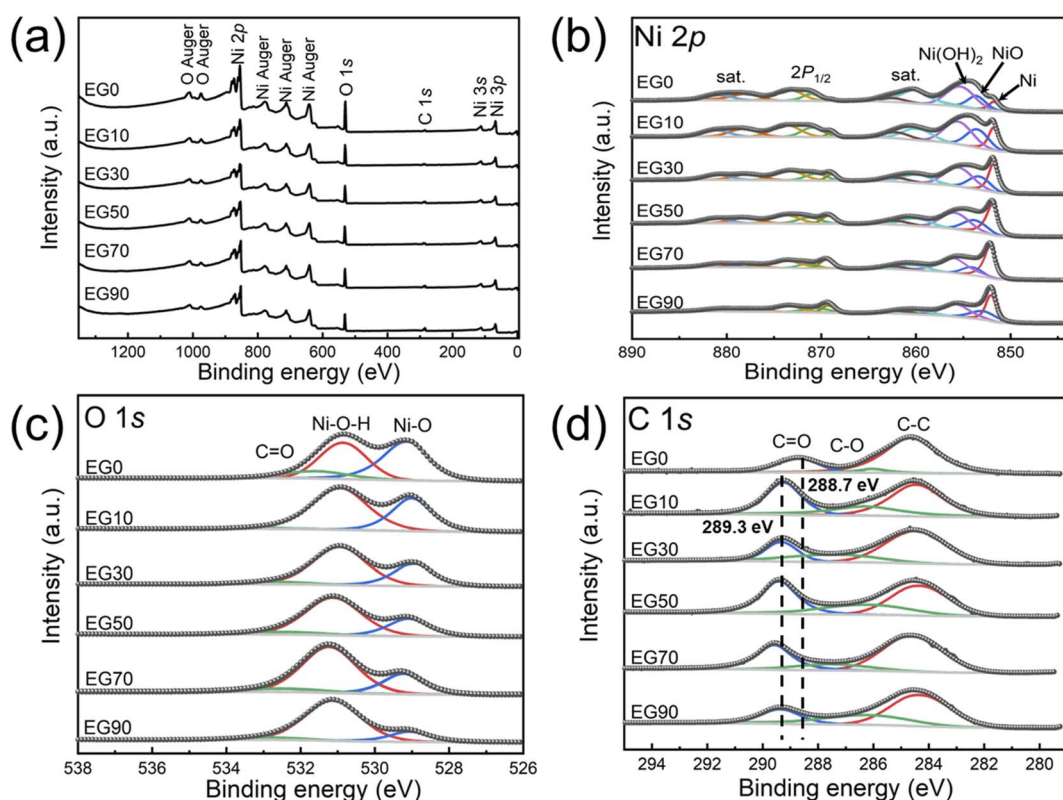 (a)
O Auger
O Auger
Ni 2p
Ni Auger
Ni Auger
Ni Auger
O 1s
C 1s
Ni 3s
Ni 3p
EG0
EG10
EG30
EG50
EG70
EG90
Intensity (a.u.)
1200 1000 800 600 400 200 0
Binding energy (eV)
(b)
Ni 2p
Ni(OH)₂ NiO
Ni
sat. 2P₁/₂ sat.
EG0
EG10
EG30
EG50
EG70
EG90
Intensity (a.u.)
890 880 870 860 850
Binding energy (eV)
(c)
O 1s
Ni-O-H Ni-O
C=O
EG0
EG10
EG30
EG50
EG70
EG90
Intensity (a.u.)
538 536 534 532 530 528 526
Binding energy (eV)
(d)
C 1s
C=O C-O C-C
EG0
288.7 eV
EG10
289.3 eV
EG30
EG50
EG70
EG90
Intensity (a.u.)
294 292 290 288 286 284 282 280
Binding energy (eV)